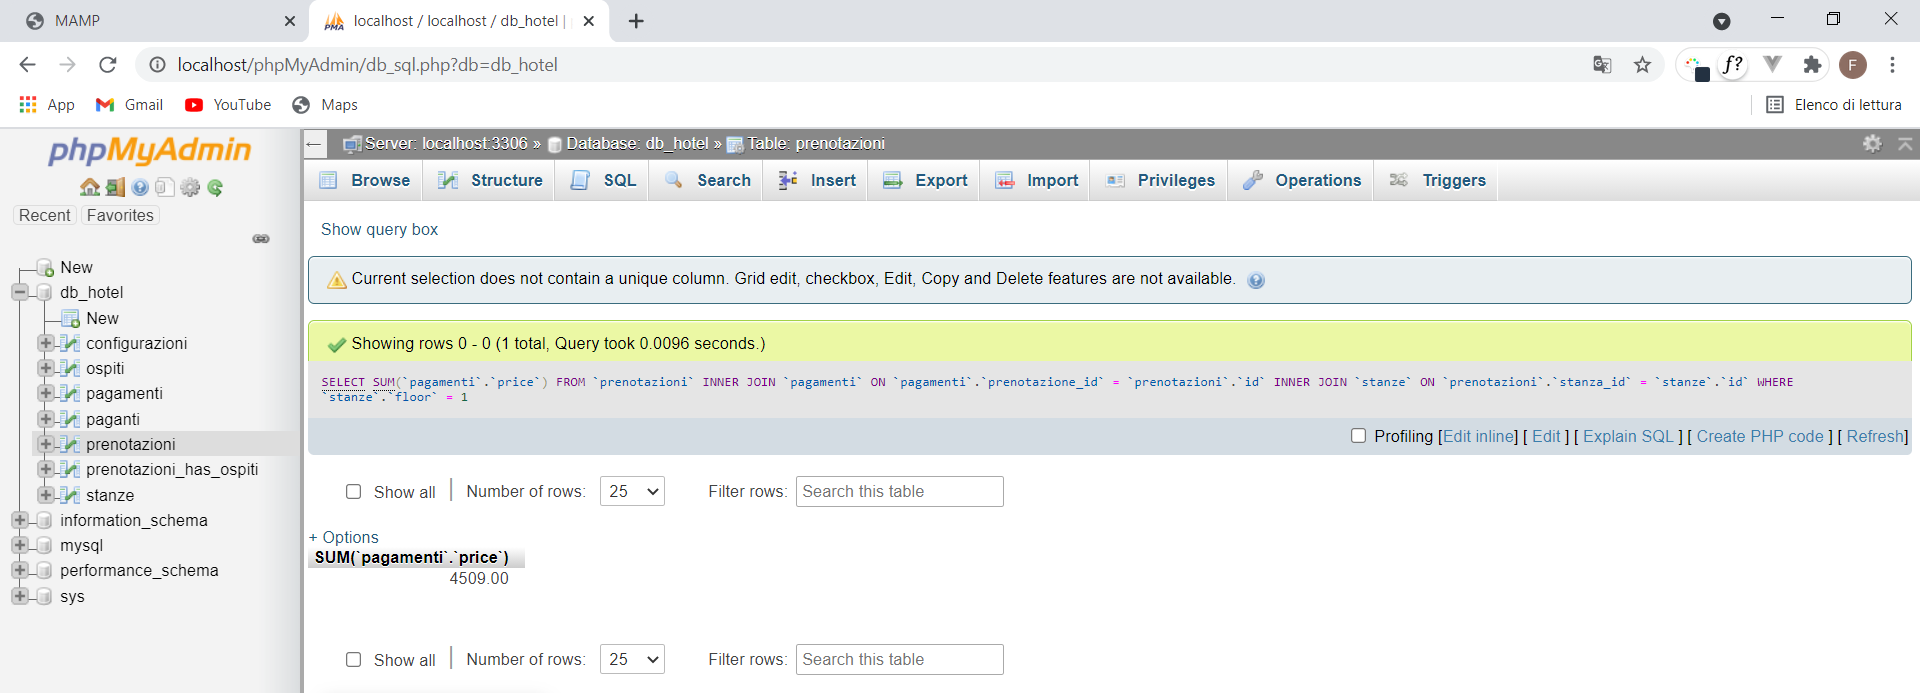 MAMP
localhost / localhost / db_hotel |
localhost/phpMyAdmin/db_sql.php?db=db_hotel
f?
F
App Gmail YouTube Maps Elenco di lettura
phpMyAdmin
Recent Favorites
New
db_hotel
New
configurazioni
ospiti
pagamenti
paganti
prenotazioni
prenotazioni_has_ospiti
stanze
information_schema
mysql
performance_schema
sys
Server: localhost:3306 » Database: db_hotel » Table: prenotazioni
Browse Structure SQL Search Insert Export Import Privileges Operations Triggers
Show query box
Current selection does not contain a unique column. Grid edit, checkbox, Edit, Copy and Delete features are not available.
Showing rows 0 - 0 (1 total, Query took 0.0096 seconds.)
SELECT SUM(`pagamenti`.`price`) FROM `prenotazioni` INNER JOIN `pagamenti` ON `pagamenti`.`prenotazione_id` = `prenotazioni`.`id` INNER JOIN `stanze` ON `prenotazioni`.`stanza_id` = `stanze`.`id` WHERE
`stanze`.`floor` = 1
Profiling [Edit inline] [ Edit ] [ Explain SQL ] [ Create PHP code ] [ Refresh]
Show all | Number of rows: 25 Filter rows: Search this table
+ Options
SUM(`pagamenti`.`price`)
4509.00
Show all | Number of rows: 25 Filter rows: Search this table